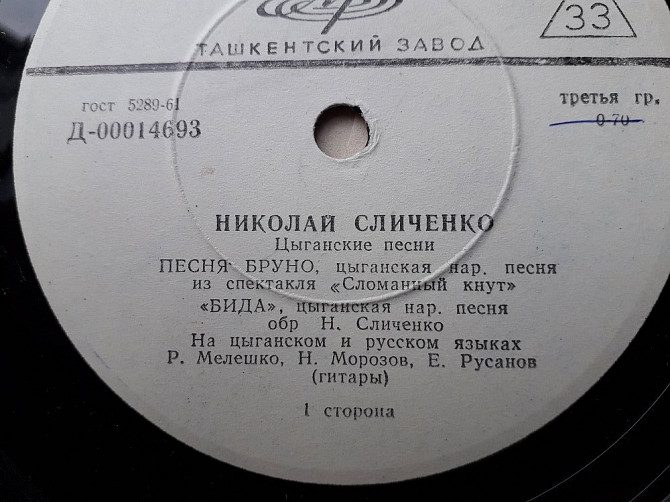 ТАШКЕНТСКИЙ ЗАВОД
33
гост 5289-61
Д-00014693
третья гр.
0-70
НИКОЛАЙ СЛИЧЕНКО
Цыганские песни
ПЕСНЯ БРУНО, цыганская нар. песня
из спектакля «Сломанный кнут»
«БИДА», цыганская нар. песня
обр Н. Сличенко
На цыганском и русском языках
Р. Мелешко, Н. Морозов, Е. Русанов
(гитары)
1 сторона